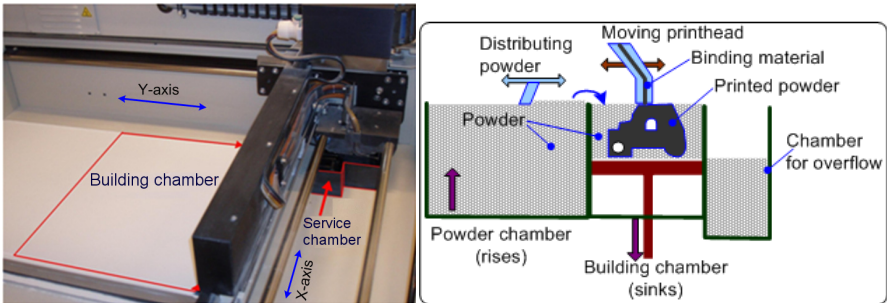 Y-axis
Building chamber
Service
chamber
X-axis
Moving printhead
Distributing
powder
Binding material
Printed powder
Powder
Chamber
for overflow
Powder chamber
(rises)
Building chamber
(sinks)